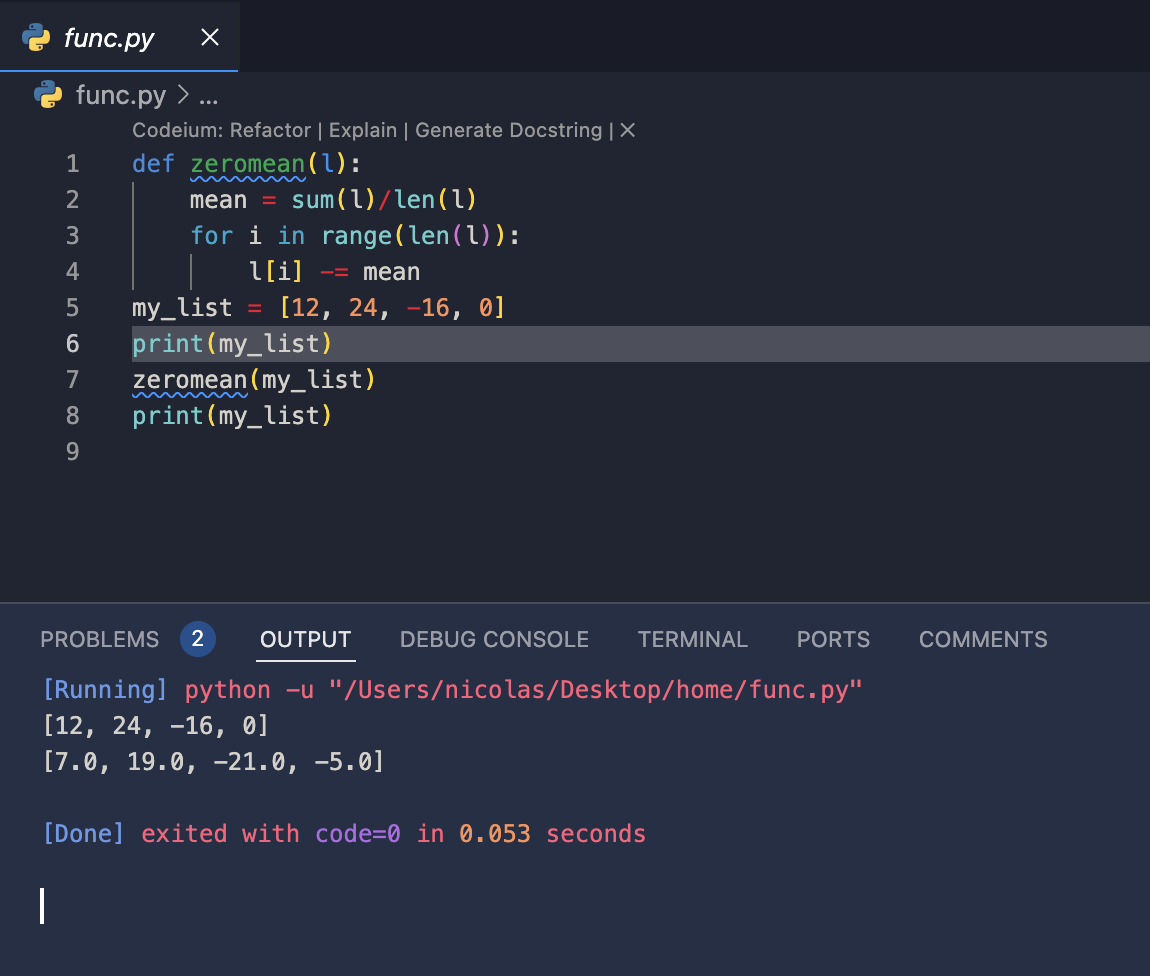 func.py
func.py > ...
Codeium: Refactor | Explain | Generate Docstring | ×
1 def zeromean(l):
2     mean = sum(l)/len(l)
3     for i in range(len(l)):
4         l[i] -= mean
5 my_list = [12, 24, -16, 0]
6 print(my_list)
7 zeromean(my_list)
8 print(my_list)
9
PROBLEMS 2 OUTPUT DEBUG CONSOLE TERMINAL PORTS COMMENTS
[Running] python -u "/Users/nicolas/Desktop/home/func.py"
[12, 24, -16, 0]
[7.0, 19.0, -21.0, -5.0]
[Done] exited with code=0 in 0.053 seconds